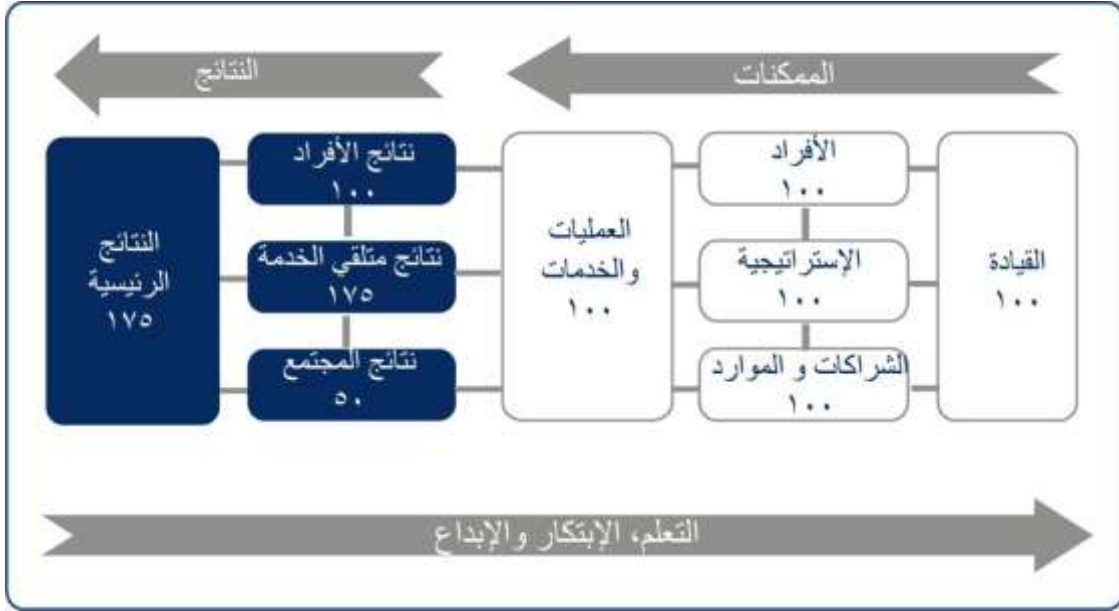 الممكنات
النتائج
القيادة
١٠٠
الأفراد
١٠٠
الإستراتيجية
١٠٠
الشراكات و الموارد
١٠٠
العمليات
والخدمات
١٠٠
نتائج الأفراد
١٠٠
نتائج متلقي الخدمة
١٧٥
نتائج المجتمع
٥٠
النتائج
الرئيسية
١٧٥
التعلم، الإبتكار والإبداع